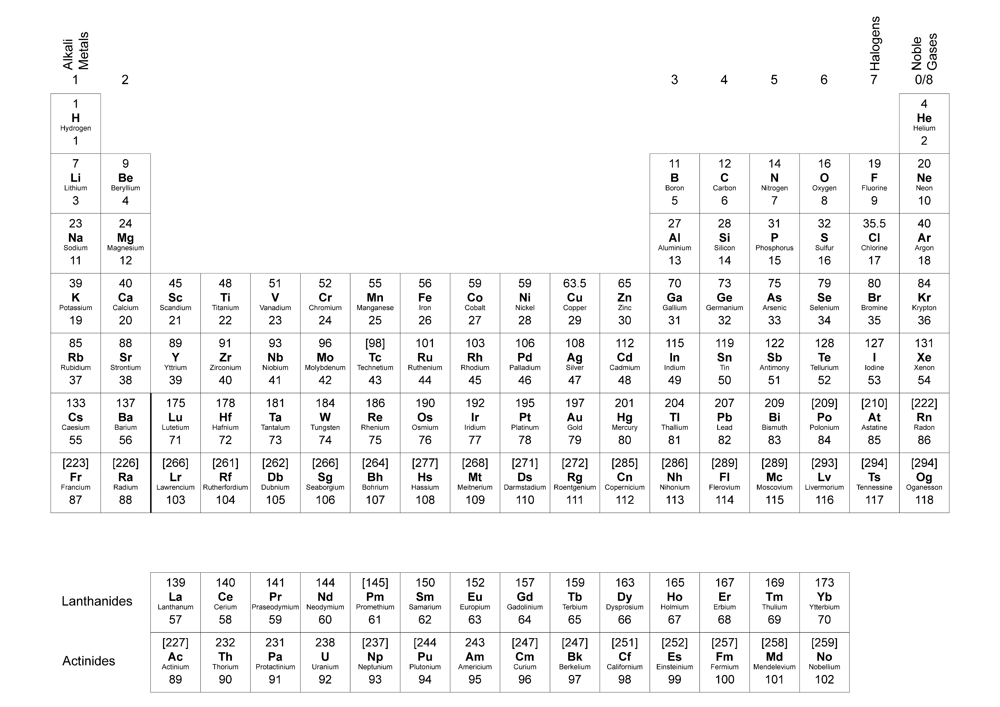 Alkali
Metals
Halogens
Noble
Gases
1 2 3 4 5 6 7 0/8
1 4
H He
Hydrogen Helium
1 2
7 9 11 12 14 16 19 20
Li Be B C N O F Ne
Lithium Beryllium Boron Carbon Nitrogen Oxygen Fluorine Neon
3 4 5 6 7 8 9 10
23 24 27 28 31 32 35.5 40
Na Mg Al Si P S Cl Ar
Sodium Magnesium Aluminium Silicon Phosphorus Sulfur Chlorine Argon
11 12 13 14 15 16 17 18
39 40 45 48 51 52 55 56 59 59 63.5 65 70 73 75 79 80 84
K Ca Sc Ti V Cr Mn Fe Co Ni Cu Zn Ga Ge As Se Br Kr
Potassium Calcium Scandium Titanium Vanadium Chromium Manganese Iron Cobalt Nickel Copper Zinc Gallium Germanium Arsenic Selenium Bromine Krypton
19 20 21 22 23 24 25 26 27 28 29 30 31 32 33 34 35 36
85 88 89 91 93 96 [98] 101 103 106 108 112 115 119 122 128 127 131
Rb Sr Y Zr Nb Mo Tc Ru Rh Pd Ag Cd In Sn Sb Te I Xe
Rubidium Strontium Yttrium Zirconium Niobium Molybdenum Technetium Ruthenium Rhodium Palladium Silver Cadmium Indium Tin Antimony Tellurium Iodine Xenon
37 38 39 40 41 42 43 44 45 46 47 48 49 50 51 52 53 54
133 137 175 178 181 184 186 190 192 195 197 201 204 207 209 [209] [210] [222]
Cs Ba Lu Hf Ta W Re Os Ir Pt Au Hg Tl Pb Bi Po At Rn
Caesium Barium Lutetium Hafnium Tantalum Tungsten Rhenium Osmium Iridium Platinum Gold Mercury Thallium Lead Bismuth Polonium Astatine Radon
55 56 71 72 73 74 75 76 77 78 79 80 81 82 83 84 85 86
[223] [226] [266] [261] [262] [266] [264] [277] [268] [271] [272] [285] [286] [289] [289] [293] [294] [294]
Fr Ra Lr Rf Db Sg Bh Hs Mt Ds Rg Cn Nh Fl Mc Lv Ts Og
Francium Radium Lawrencium Rutherfordium Dubnium Seaborgium Bohrium Hassium Meitnerium Darmstadium Roentgenium Copernicium Nihonium Flerovium Moscovium Livermorium Tennessine Oganesson
87 88 103 104 105 106 107 108 109 110 111 112 113 114 115 116 117 118
139 140 141 144 [145] 150 152 157 159 163 165 167 169 173
Lanthanides La Ce Pr Nd Pm Sm Eu Gd Tb Dy Ho Er Tm Yb
Lanthanum Cerium Praseodymium Neodymium Promethium Samarium Europium Gadolinium Terbium Dysprosium Holmium Erbium Thulium Ytterbium
57 58 59 60 61 62 63 64 65 66 67 68 69 70
[227] 232 231 238 [237] [244 243 [247] [247] [251] [252] [257] [258] [259]
Actinides Ac Th Pa U Np Pu Am Cm Bk Cf Es Fm Md No
Actinium Thorium Protactinium Uranium Neptunium Plutonium Americium Curium Berkelium Californium Einsteinium Fermium Mendelevium Nobellium
89 90 91 92 93 94 95 96 97 98 99 100 101 102